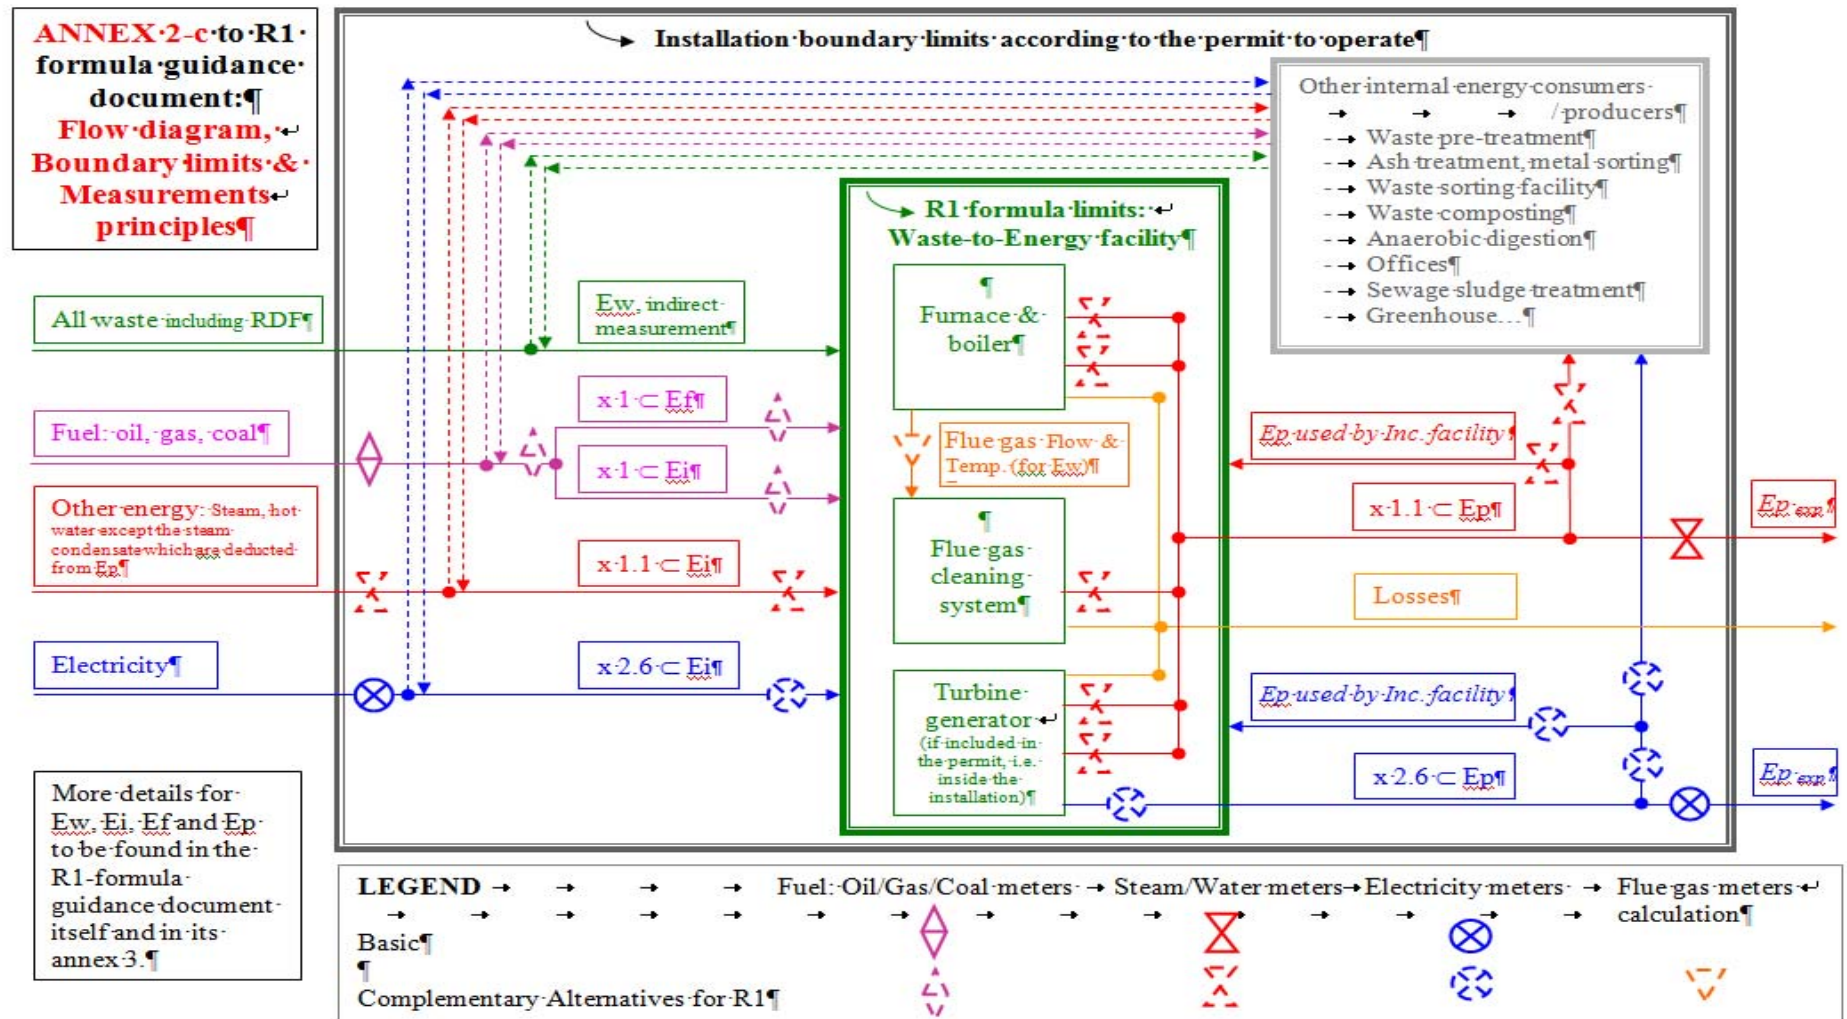 ANNEX·2-c·to·R1·
formula·guidance·
document:¶
Flow·diagram,·↵
Boundary·limits·&·
Measurements↵
principles¶
Installation·boundary·limits·according·to·the·permit·to·operate¶
Other·internal·energy·consumers·
→ → → /·producers¶
-→ Waste·pre-treatment¶
-→ Ash·treatment,·metal·sorting¶
-→ Waste·sorting·facility¶
-→ Waste·composting¶
-→ Anaerobic·digestion¶
-→ Offices¶
-→ Sewage·sludge·treatment¶
-→ Greenhouse…¶
R1·formula·limits:·↵
Waste-to-Energy·facility¶
All·waste·including·RDF¶
Ew,·indirect·
measurement¶
¶
Furnace·&·
boiler¶
Fuel:·oil,·gas,·coal¶
x·1·⊂·Ef¶
x·1·⊂·Ei¶
Flue·gas·Flow·&·
Temp.·(for·Ew)¶
Ep·used·by·Inc.·facility¶
x·1.1·⊂·Ep¶
Ep·exp¶
Other·energy:·Steam,·hot·
water·except·the·steam·
condensate·which·are·deducted·
from·Ep¶
x·1.1·⊂·Ei¶
¶
Flue·gas·
cleaning·
system¶
Losses¶
Electricity¶
x·2.6·⊂·Ei¶
Turbine·
generator·↵
(if·included·in·
the·permit,·i.e.·
inside·the·
installation)¶
Ep·used·by·Inc.·facility¶
x·2.6·⊂·Ep¶
Ep·exp¶
More·details·for·
Ew,·Ei,·Ef·and·Ep·
to·be·found·in·the·
R1-formula·
guidance·document·
itself·and·in·its·
annex·3.¶
LEGEND → → → → Fuel:·Oil/Gas/Coal·meters· → Steam/Water·meters→Electricity·meters· → Flue·gas·meters·↵
→ → → → → → → → → → → → → → → calculation¶
Basic¶
¶
Complementary·Alternatives·for·R1¶